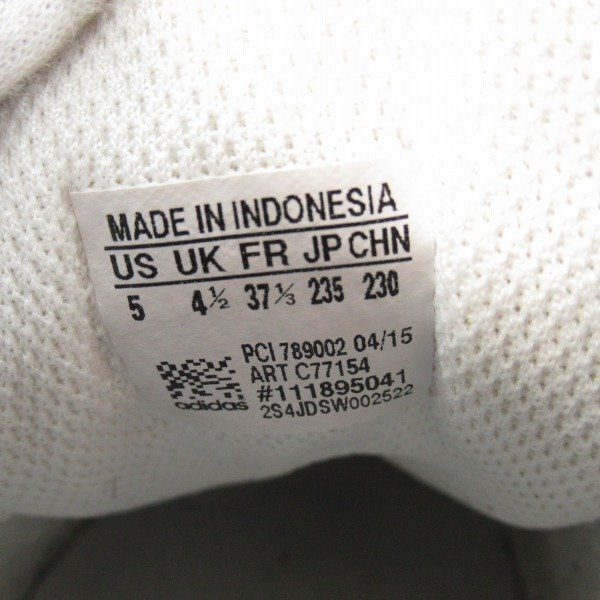 MADE IN INDONESIA
US UK FR JP CHN
5 4½ 37⅓ 235 230
PCI 789002 04/15
ART C77154
#111895041
adidas 2S4JDSW002522